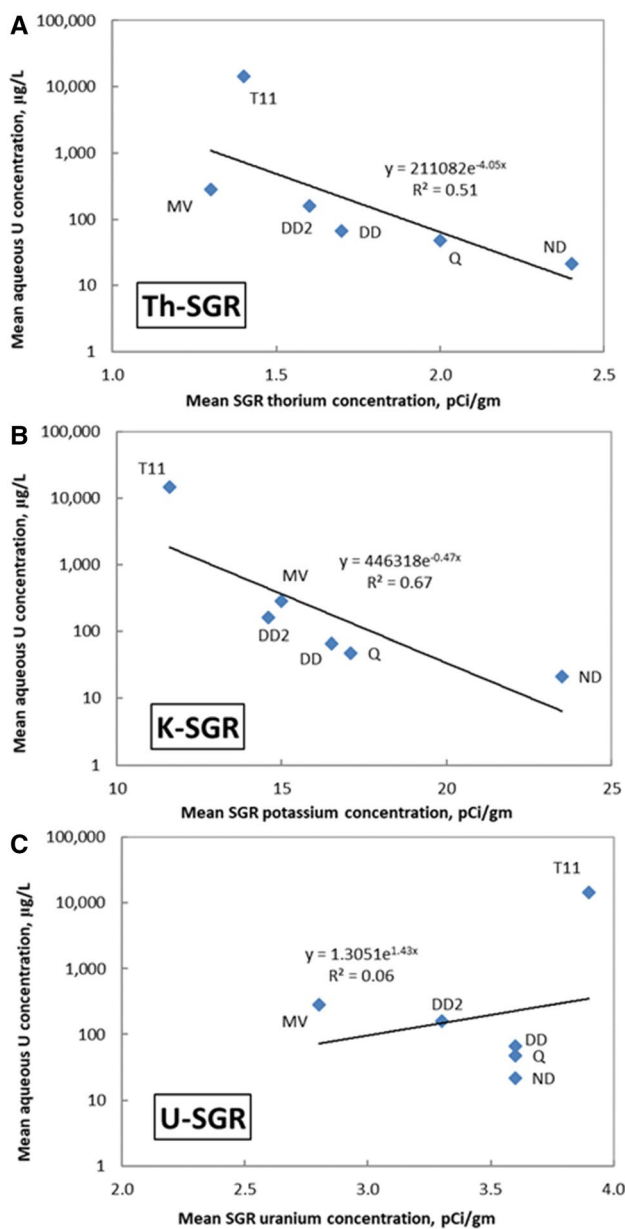 A
100,000
10,000
1,000
100
10
1
Mean aqueous U concentration, µg/L
T11
MV
DD2
DD
Q
ND
y = 211082e^-4.05x
R² = 0.51
Th-SGR
1.0 1.5 2.0 2.5
Mean SGR thorium concentration, pCi/gm
B
100,000
10,000
1,000
100
10
1
Mean aqueous U concentration, µg/L
T11
MV
DD2
DD
Q
ND
y = 446318e^-0.47x
R² = 0.67
K-SGR
10 15 20 25
Mean SGR potassium concentration, pCi/gm
C
100,000
10,000
1,000
100
10
1
Mean aqueous U concentration, µg/L
T11
y = 1.3051e^1.43x
R² = 0.06
MV
DD2
DD
Q
ND
U-SGR
2.0 2.5 3.0 3.5 4.0
Mean SGR uranium concentration, pCi/gm